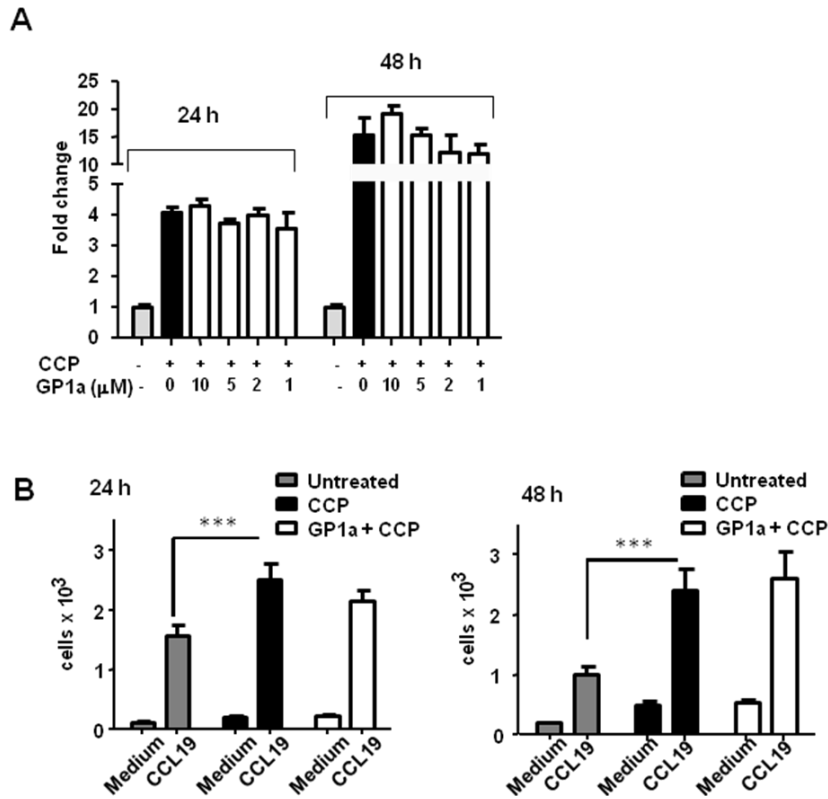 A
48 h
24 h
25
20
15
10
5
4
3
2
1
0
Fold change
CCP - + + + + + - + + + + +
GP1a (μM) - 0 10 5 2 1 - 0 10 5 2 1
B
24 h
Untreated
CCP
GP1a + CCP
***
3
2
1
0
cells x 10³
Medium CCL19 Medium CCL19 Medium CCL19
48 h
Untreated
CCP
GP1a + CCP
***
3
2
1
0
cells x 10³
Medium CCL19 Medium CCL19 Medium CCL19